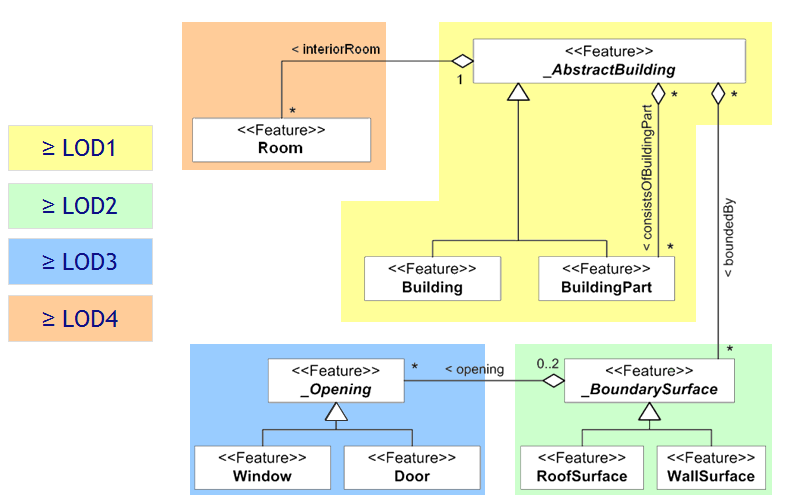 ≥ LOD1
≥ LOD2
≥ LOD3
≥ LOD4
< interiorRoom
1
*
<<Feature>>
_AbstractBuilding
<<Feature>>
Room
*
*
< consistsOfBuildingPart
*
< boundedBy
*
<<Feature>>
Building
<<Feature>>
BuildingPart
<<Feature>>
_Opening
*
< opening
0..2
<<Feature>>
_BoundarySurface
<<Feature>>
Window
<<Feature>>
Door
<<Feature>>
RoofSurface
<<Feature>>
WallSurface